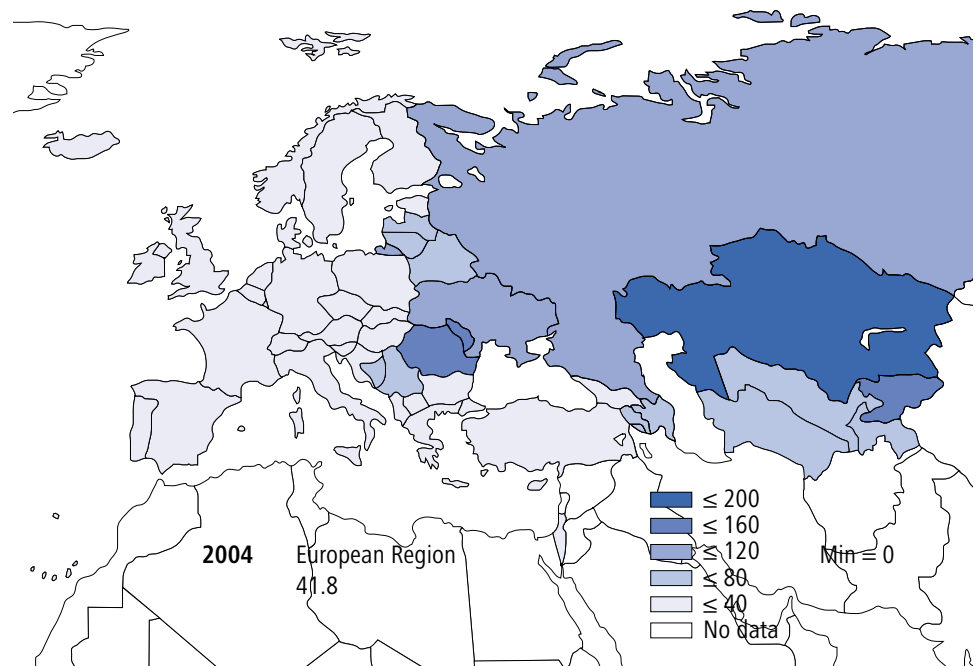 2004 European Region
41.8
≤ 200
≤ 160
≤ 120
≤ 80
≤ 40
No data
Min = 0